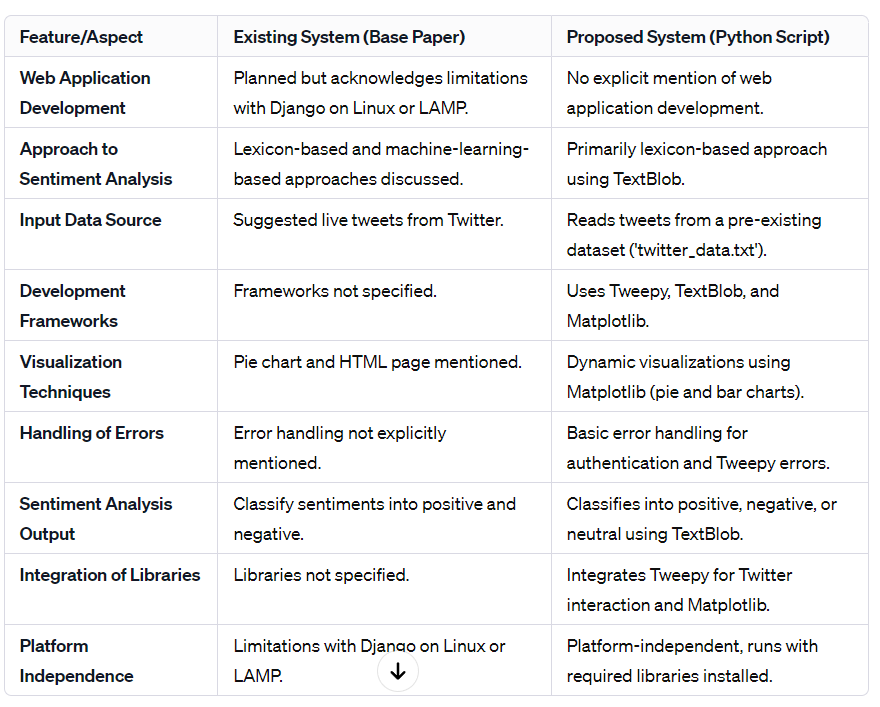 Feature/Aspect Existing System (Base Paper) Proposed System (Python Script)
Web Application Planned but acknowledges limitations No explicit mention of web
Development with Django on Linux or LAMP. application development.
Approach to Lexicon-based and machine-learning- Primarily lexicon-based approach
Sentiment Analysis based approaches discussed. using TextBlob.
Input Data Source Suggested live tweets from Twitter. Reads tweets from a pre-existing
dataset ('twitter_data.txt').
Development Frameworks not specified. Uses Tweepy, TextBlob, and
Frameworks Matplotlib.
Visualization Pie chart and HTML page mentioned. Dynamic visualizations using
Techniques Matplotlib (pie and bar charts).
Handling of Errors Error handling not explicitly Basic error handling for
mentioned. authentication and Tweepy errors.
Sentiment Analysis Classify sentiments into positive and Classifies into positive, negative, or
Output negative. neutral using TextBlob.
Integration of Libraries Libraries not specified. Integrates Tweepy for Twitter
interaction and Matplotlib.
Platform Limitations with Django on Linux or Platform-independent, runs with
Independence LAMP. required libraries installed.